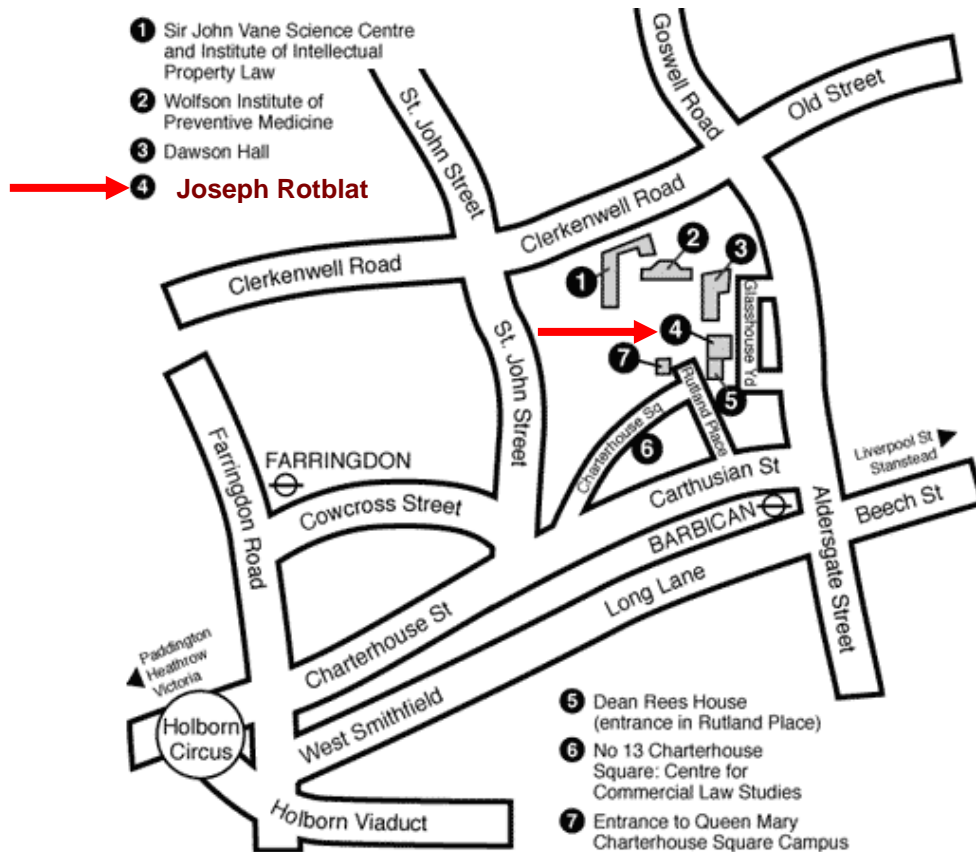 1 Sir John Vane Science Centre
and Institute of Intellectual
Property Law
2 Wolfson Institute of
Preventive Medicine
3 Dawson Hall
4 Joseph Rotblat
St. John Street
Goswell Road
Old Street
Clerkenwell Road
Clerkenwell Road
1
2
3
4
7
5
Glasshouse Yd
Rutland Place
Charterhouse Sq
6
St. John Street
Farringdon Road
FARRINGDON
Cowcross Street
Carthusian St
BARBICAN
Liverpool St
Stanstead
Beech St
Aldersgate Street
Long Lane
Charterhouse St
West Smithfield
Paddington
Heathrow
Victoria
Holborn
Circus
Holborn Viaduct
5 Dean Rees House
(entrance in Rutland Place)
6 No 13 Charterhouse
Square: Centre for
Commercial Law Studies
7 Entrance to Queen Mary
Charterhouse Square Campus